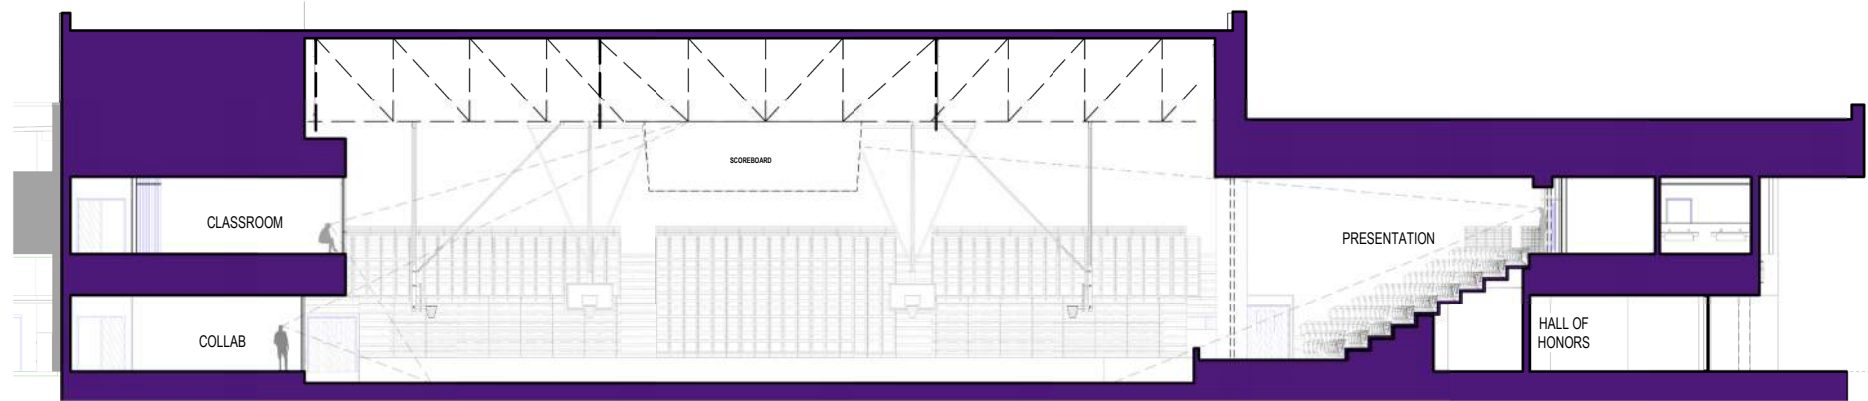 SCOREBOARD
CLASSROOM
PRESENTATION
COLLAB
HALL OF
HONORS